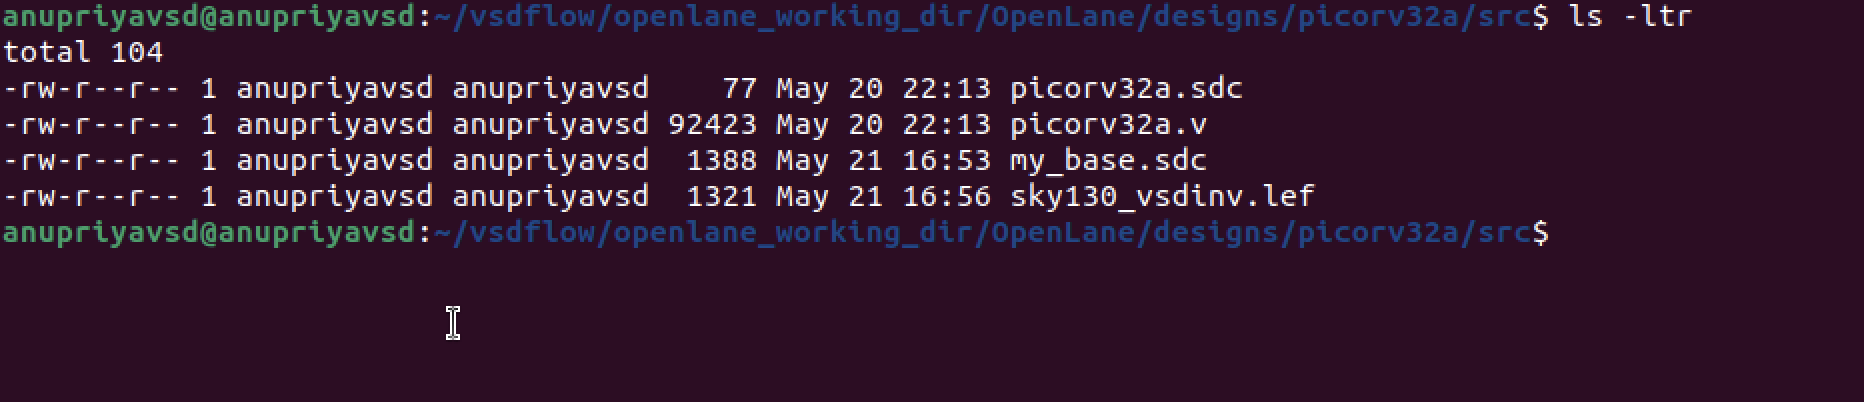 anupriyavsd@anupriyavsd:~/vsdflow/openlane_working_dir/OpenLane/designs/picorv32a/src$ ls -ltr
total 104
-rw-r--r-- 1 anupriyavsd anupriyavsd    77 May 20 22:13 picorv32a.sdc
-rw-r--r-- 1 anupriyavsd anupriyavsd 92423 May 20 22:13 picorv32a.v
-rw-r--r-- 1 anupriyavsd anupriyavsd  1388 May 21 16:53 my_base.sdc
-rw-r--r-- 1 anupriyavsd anupriyavsd  1321 May 21 16:56 sky130_vsdinv.lef
anupriyavsd@anupriyavsd:~/vsdflow/openlane_working_dir/OpenLane/designs/picorv32a/src$